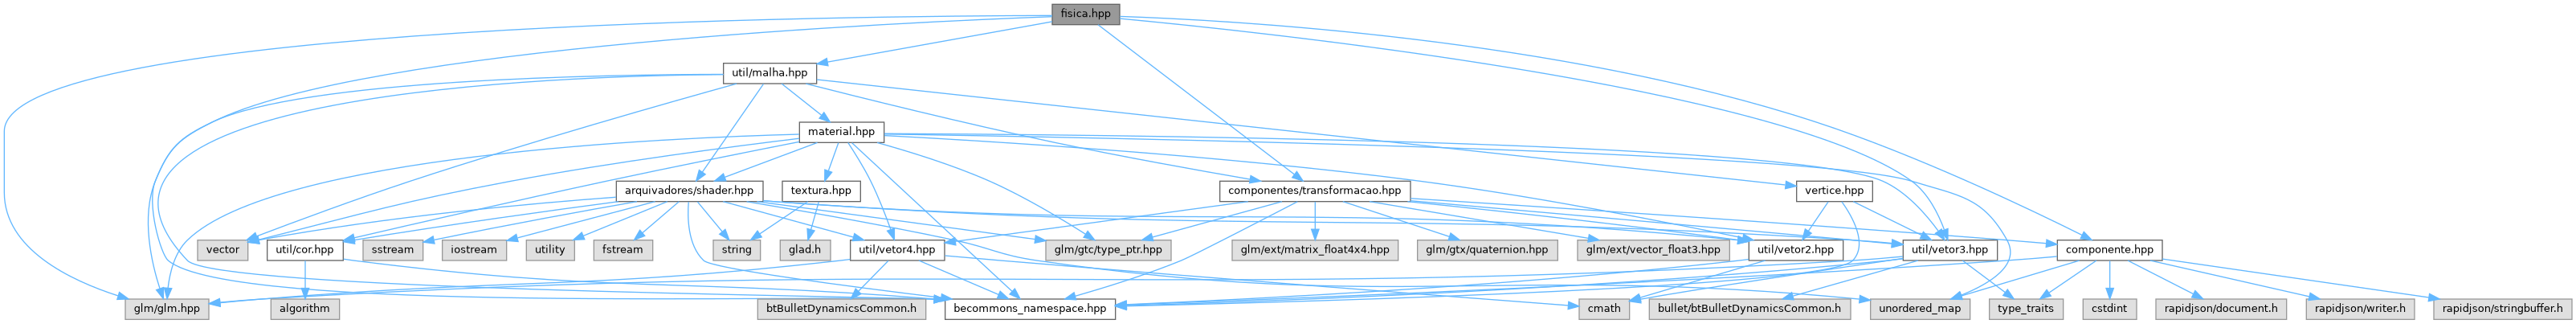 fisica.hpp
util/malha.hpp
material.hpp
arquivadores/shader.hpp
textura.hpp
componentes/transformacao.hpp
vertice.hpp
vector
util/cor.hpp
sstream
iostream
utility
fstream
string
glad.h
util/vetor4.hpp
glm/gtc/type_ptr.hpp
glm/ext/matrix_float4x4.hpp
glm/gtx/quaternion.hpp
glm/ext/vector_float3.hpp
util/vetor2.hpp
util/vetor3.hpp
componente.hpp
glm/glm.hpp
algorithm
btBulletDynamicsCommon.h
becommons_namespace.hpp
cmath
bullet/btBulletDynamicsCommon.h
unordered_map
type_traits
cstdint
rapidjson/document.h
rapidjson/writer.h
rapidjson/stringbuffer.h